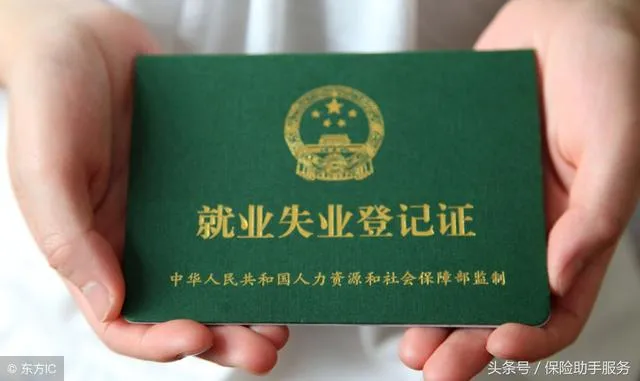 就业失业登记证
中华人民共和国人力资源和社会保障部监制
© 东方IC
头条号 / 保险助手服务